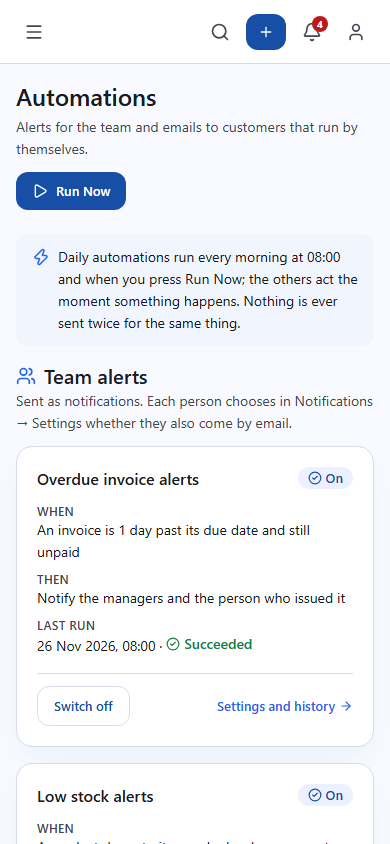 4
Automations
Alerts for the team and emails to customers that run by
themselves.
Run Now
Daily automations run every morning at 08:00
and when you press Run Now; the others act the
moment something happens. Nothing is ever
sent twice for the same thing.
Team alerts
Sent as notifications. Each person chooses in Notifications
→ Settings whether they also come by email.
Overdue invoice alerts
On
WHEN
An invoice is 1 day past its due date and still
unpaid
THEN
Notify the managers and the person who issued it
LAST RUN
26 Nov 2026, 08:00 · Succeeded
Switch off
Settings and history →
Low stock alerts
On
WHEN